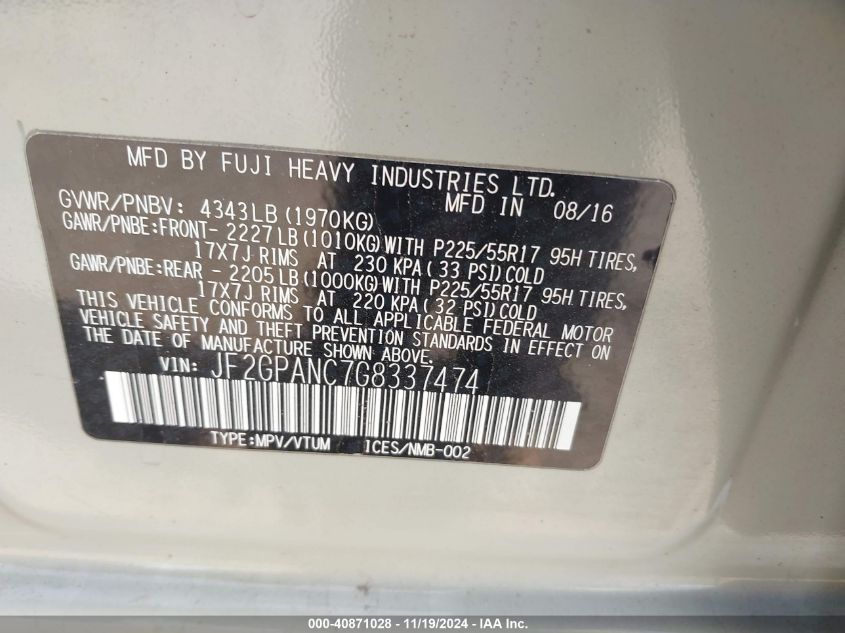 MFD BY FUJI HEAVY INDUSTRIES LTD.
GVWR/PNBV: 4343LB(1970KG) MFD IN 08/16
GAWR/PNBE:FRONT- 2227LB(1010KG)WITH P225/55R17 95H TIRES,
17X7J RIMS AT 230 KPA( 33 PSI)COLD
GAWR/PNBE:REAR - 2205LB(1000KG)WITH P225/55R17 95H TIRES,
17X7J RIMS AT 220 KPA( 32 PSI)COLD
THIS VEHICLE CONFORMS TO ALL APPLICABLE FEDERAL MOTOR
VEHICLE SAFETY AND THEFT PREVENTION STANDARDS IN EFFECT ON
THE DATE OF MANUFACTURE SHOWN ABOVE.
VIN: JF2GPANC7G8337474
TYPE:MPV/VTUM ICES/NMB-002
000-40871028 - 11/19/2024 - IAA Inc.